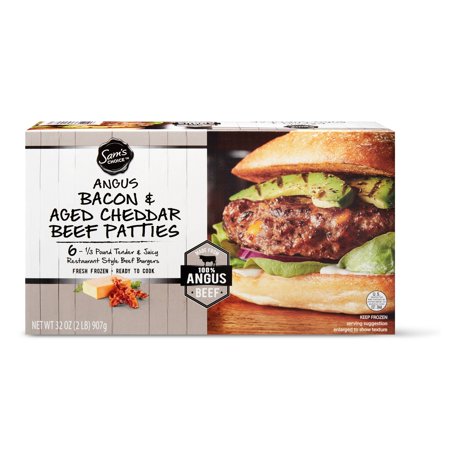 Sam's
CHOICE™
ANGUS
BACON &
AGED CHEDDAR
BEEF PATTIES
6 - 1/3 Pound Tender & Juicy
Restaurant Style Beef Burgers
FRESH FROZEN • READY TO COOK
100%
ANGUS
BEEF
NET WT 32 OZ (2 LB) 907g
KEEP FROZEN
serving suggestion
enlarged to show texture